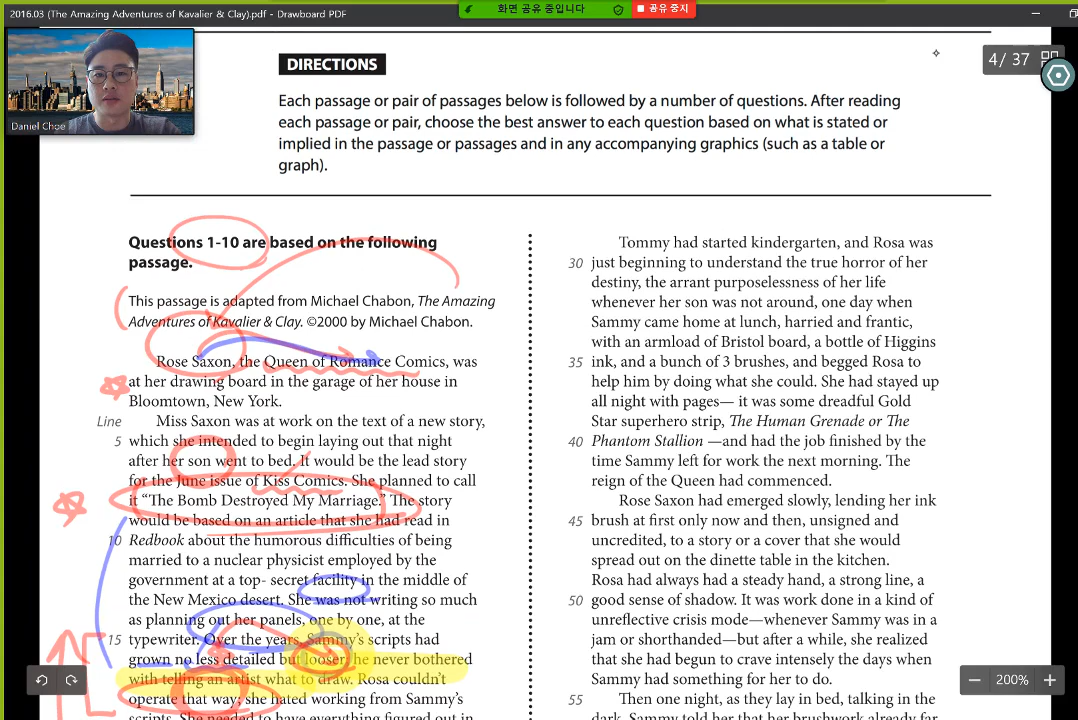 2016.03 (The Amazing Adventures of Kavalier & Clay).pdf - Drawboard PDF
화면 공유 중입니다
공유 중지
Daniel Choe
4/ 37
DIRECTIONS
Each passage or pair of passages below is followed by a number of questions. After reading
each passage or pair, choose the best answer to each question based on what is stated or
implied in the passage or passages and in any accompanying graphics (such as a table or
graph).
Questions 1-10 are based on the following
passage.
This passage is adapted from Michael Chabon, The Amazing
Adventures of Kavalier & Clay. ©2000 by Michael Chabon.
Rose Saxon, the Queen of Romance Comics, was
at her drawing board in the garage of her house in
Bloomtown, New York.
Line Miss Saxon was at work on the text of a new story,
5 which she intended to begin laying out that night
after her son went to bed. It would be the lead story
for the June issue of Kiss Comics. She planned to call
it “The Bomb Destroyed My Marriage.” The story
would be based on an article that she had read in
10 Redbook about the humorous difficulties of being
married to a nuclear physicist employed by the
government at a top- secret facility in the middle of
the New Mexico desert. She was not writing so much
as planning out her panels, one by one, at the
15 typewriter. Over the years, Sammy’s scripts had
grown no less detailed but looser; he never bothered
with telling an artist what to draw. Rosa couldn’t
operate that way; she hated working from Sammy’s
scripts. She needed to have everything figured out in
Tommy had started kindergarten, and Rosa was
30 just beginning to understand the true horror of her
destiny, the arrant purposelessness of her life
whenever her son was not around, one day when
Sammy came home at lunch, harried and frantic,
with an armload of Bristol board, a bottle of Higgins
35 ink, and a bunch of 3 brushes, and begged Rosa to
help him by doing what she could. She had stayed up
all night with pages— it was some dreadful Gold
Star superhero strip, The Human Grenade or The
40 Phantom Stallion —and had the job finished by the
time Sammy left for work the next morning. The
reign of the Queen had commenced.
Rose Saxon had emerged slowly, lending her ink
45 brush at first only now and then, unsigned and
uncredited, to a story or a cover that she would
spread out on the dinette table in the kitchen.
Rosa had always had a steady hand, a strong line, a
50 good sense of shadow. It was work done in a kind of
unreflective crisis mode—whenever Sammy was in a
jam or shorthanded—but after a while, she realized
that she had begun to crave intensely the days when
Sammy had something for her to do.
55 Then one night, as they lay in bed, talking in the
dark, Sammy told her that her brushwork already far
200%